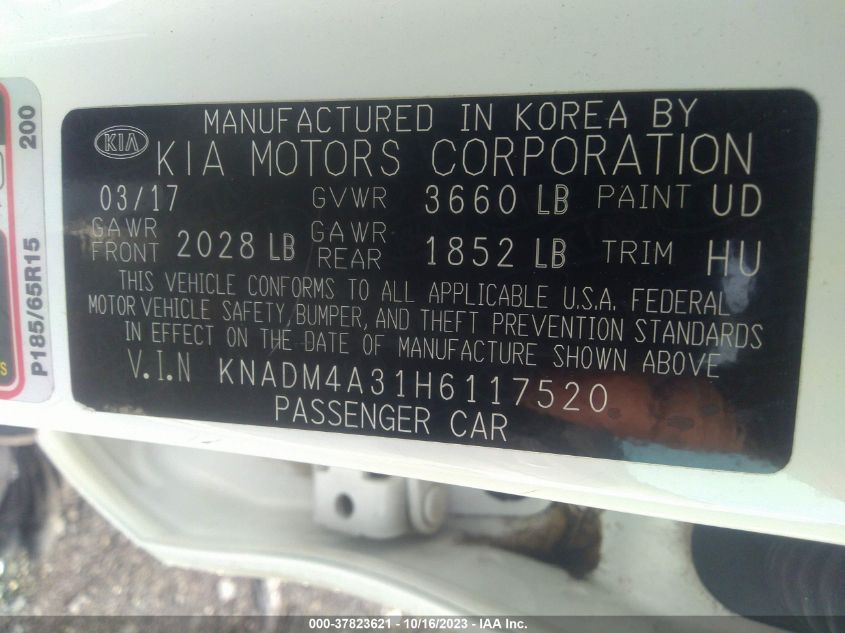 MANUFACTURED IN KOREA BY
KIA KIA MOTORS CORPORATION
03/17 GVWR 3660 LB PAINT UD
GAWR FRONT 2028 LB GAWR REAR 1852 LB TRIM HU
THIS VEHICLE CONFORMS TO ALL APPLICABLE U.S.A. FEDERAL
MOTOR VEHICLE SAFETY, BUMPER, AND THEFT PREVENTION STANDARDS
IN EFFECT ON THE DATE OF MANUFACTURE SHOWN ABOVE
V.I.N KNADM4A31H6117520
PASSENGER CAR
P185/65R15 200
000-37823621 - 10/16/2023 - IAA Inc.